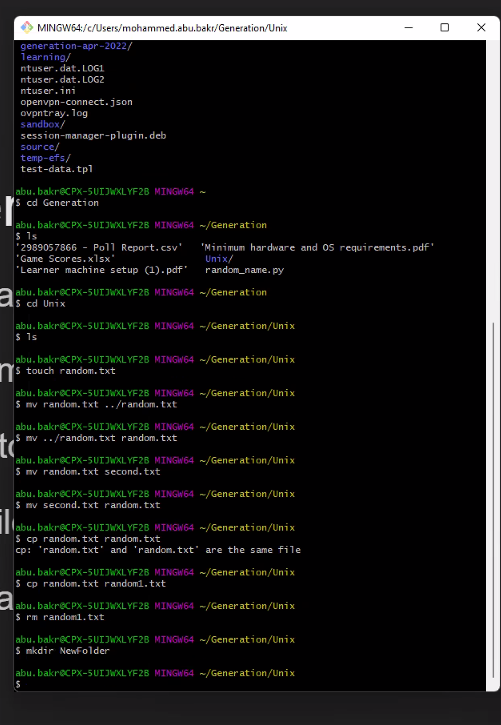 MINGW64:/c/Users/mohammed.abu.bakr/Generation/Unix
generation-apr-2022/
learning/
ntuser.dat.LOG1
ntuser.dat.LOG2
ntuser.ini
openvpn-connect.json
ovpntray.log
sandbox/
session-manager-plugin.deb
source/
temp-efs/
test-data.tpl
abu.bakr@CPX-5UIJWXLYF2B MINGW64 ~
$ cd Generation
abu.bakr@CPX-5UIJWXLYF2B MINGW64 ~/Generation
$ ls
'2989057866 - Poll Report.csv' 'Minimum hardware and OS requirements.pdf'
'Game Scores.xlsx' Unix/
'Learner machine setup (1).pdf' random_name.py
abu.bakr@CPX-5UIJWXLYF2B MINGW64 ~/Generation
$ cd Unix
abu.bakr@CPX-5UIJWXLYF2B MINGW64 ~/Generation/Unix
$ ls
abu.bakr@CPX-5UIJWXLYF2B MINGW64 ~/Generation/Unix
$ touch random.txt
abu.bakr@CPX-5UIJWXLYF2B MINGW64 ~/Generation/Unix
$ mv random.txt ../random.txt
abu.bakr@CPX-5UIJWXLYF2B MINGW64 ~/Generation/Unix
$ mv ../random.txt random.txt
abu.bakr@CPX-5UIJWXLYF2B MINGW64 ~/Generation/Unix
$ mv random.txt second.txt
abu.bakr@CPX-5UIJWXLYF2B MINGW64 ~/Generation/Unix
$ mv second.txt random.txt
abu.bakr@CPX-5UIJWXLYF2B MINGW64 ~/Generation/Unix
$ cp random.txt random.txt
cp: 'random.txt' and 'random.txt' are the same file
abu.bakr@CPX-5UIJWXLYF2B MINGW64 ~/Generation/Unix
$ cp random.txt random1.txt
abu.bakr@CPX-5UIJWXLYF2B MINGW64 ~/Generation/Unix
$ rm random1.txt
abu.bakr@CPX-5UIJWXLYF2B MINGW64 ~/Generation/Unix
$ mkdir NewFolder
abu.bakr@CPX-5UIJWXLYF2B MINGW64 ~/Generation/Unix
$